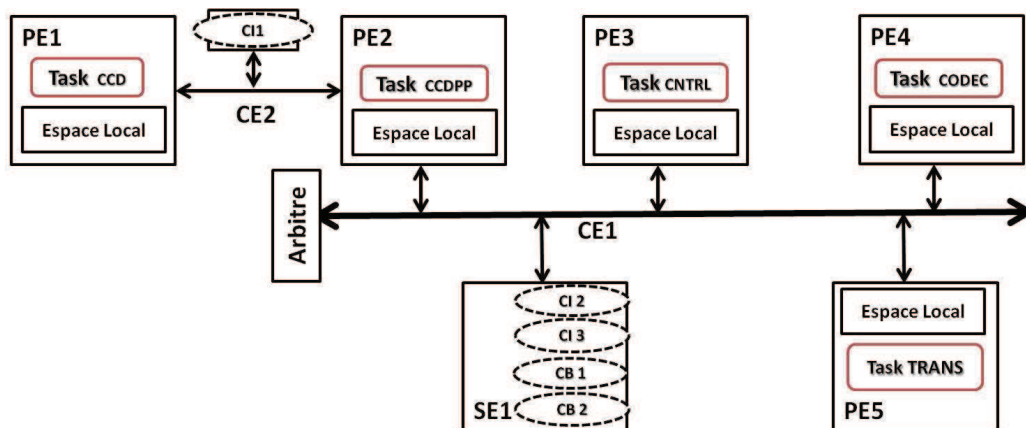 PE1
Task CCD
Espace Local
CI1
CE2
PE2
Task CCDPP
Espace Local
PE3
Task CNTRL
Espace Local
PE4
Task CODEC
Espace Local
Arbitre
CE1
CI 2
CI 3
CB 1
CB 2
SE1
Espace Local
Task TRANS
PE5